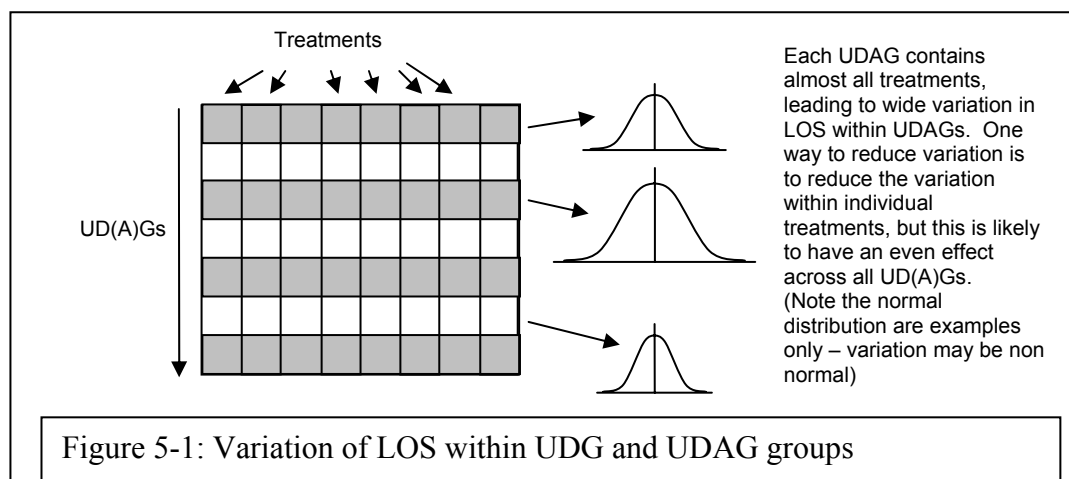 Treatments
UD(A)Gs
Each UDAG contains
almost all treatments,
leading to wide variation in
LOS within UDAGs.  One
way to reduce variation is
to reduce the variation
within individual
treatments, but this is likely
to have an even effect
across all UD(A)Gs.
(Note the normal
distribution are examples
only – variation may be non
normal)
Figure 5-1: Variation of LOS within UDG and UDAG groups